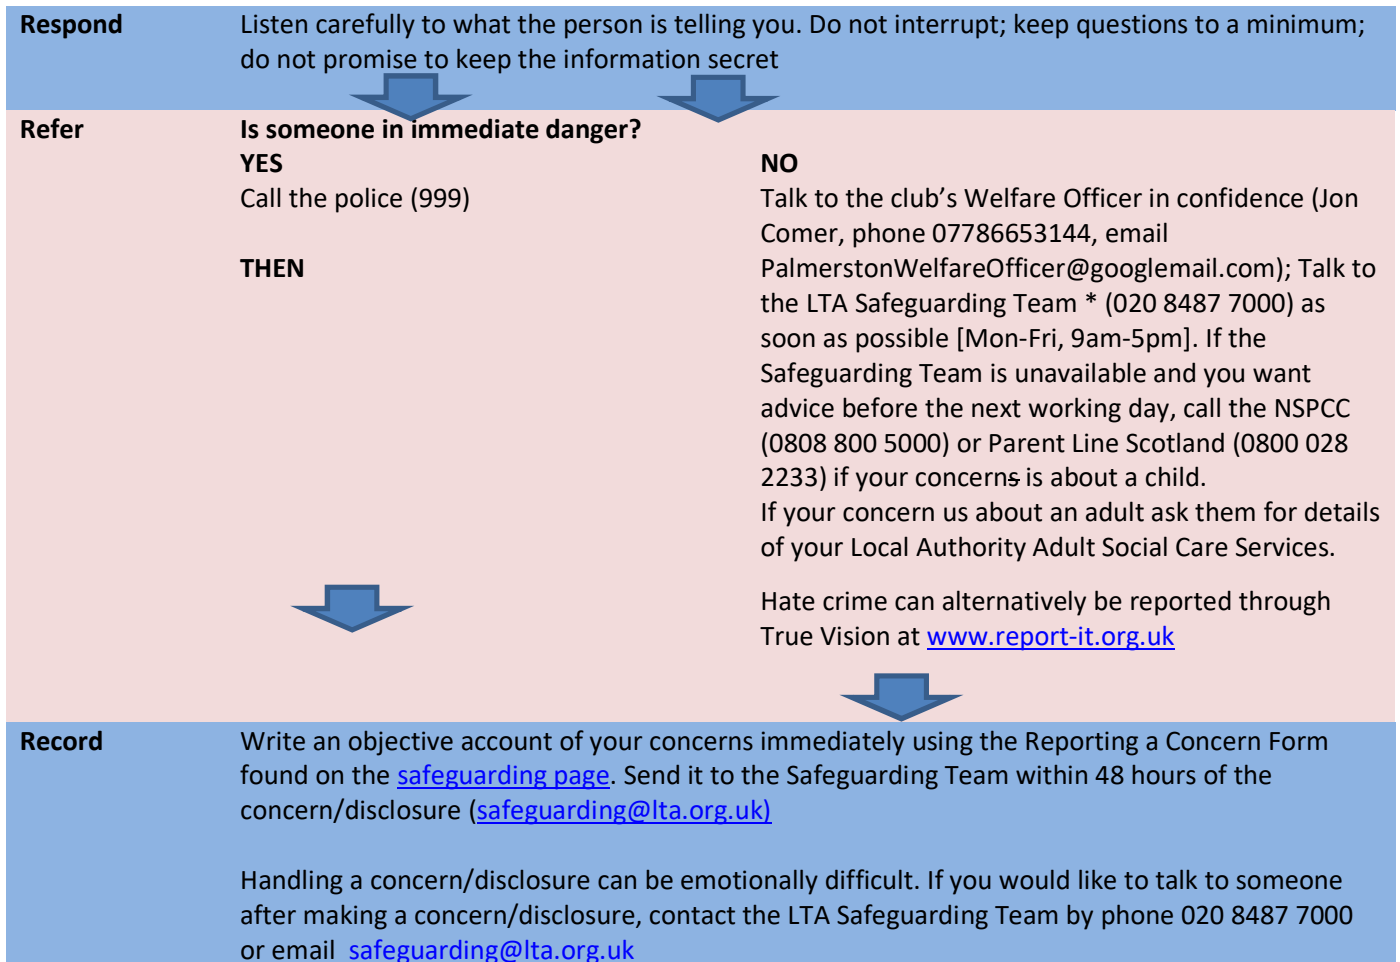 Respond
Listen carefully to what the person is telling you. Do not interrupt; keep questions to a minimum;
do not promise to keep the information secret
Refer
Is someone in immediate danger?
YES
Call the police (999)
THEN
NO
Talk to the club’s Welfare Officer in confidence (Jon
Comer, phone 07786653144, email
PalmerstonWelfareOfficer@googlemail.com); Talk to
the LTA Safeguarding Team * (020 8487 7000) as
soon as possible [Mon-Fri, 9am-5pm]. If the
Safeguarding Team is unavailable and you want
advice before the next working day, call the NSPCC
(0808 800 5000) or Parent Line Scotland (0800 028
2233) if your concerns is about a child.
If your concern us about an adult ask them for details
of your Local Authority Adult Social Care Services.
Hate crime can alternatively be reported through
True Vision at www.report-it.org.uk
Record
Write an objective account of your concerns immediately using the Reporting a Concern Form
found on the safeguarding page. Send it to the Safeguarding Team within 48 hours of the
concern/disclosure (safeguarding@lta.org.uk)
Handling a concern/disclosure can be emotionally difficult. If you would like to talk to someone
after making a concern/disclosure, contact the LTA Safeguarding Team by phone 020 8487 7000
or email safeguarding@lta.org.uk